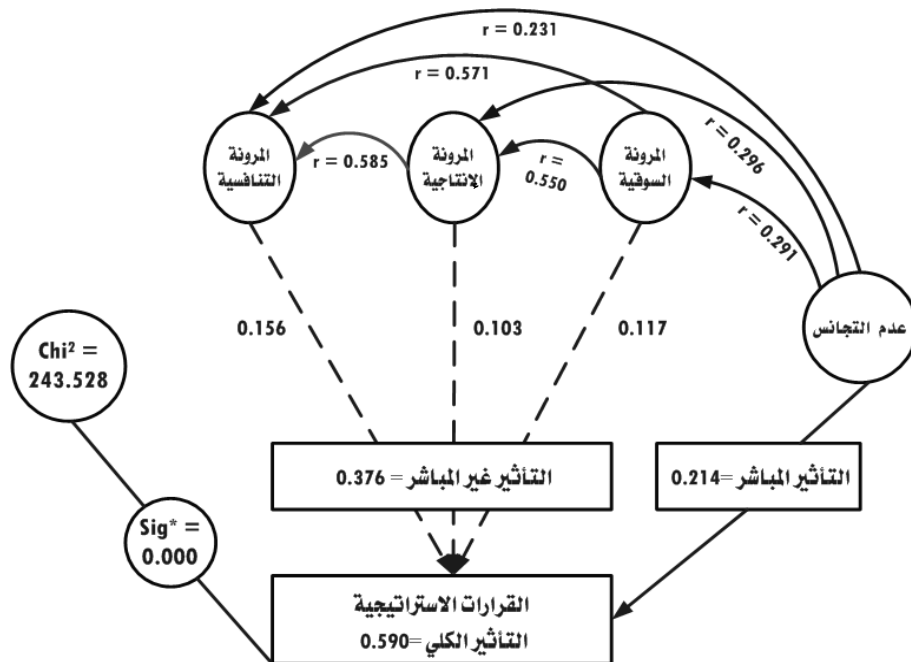 r = 0.231
r = 0.571
r = 0.296
المرونة
التنافسية
r = 0.585
المرونة
الإنتاجية
r =
0.550
المرونة
السوقية
r = 0.291
عدم التجانس
0.156
0.103
0.117
Chi² =
243.528
التأثير غير المباشر = 0.376
التأثير المباشر = 0.214
Sig* =
0.000
القرارات الاستراتيجية
التأثير الكلي = 0.590